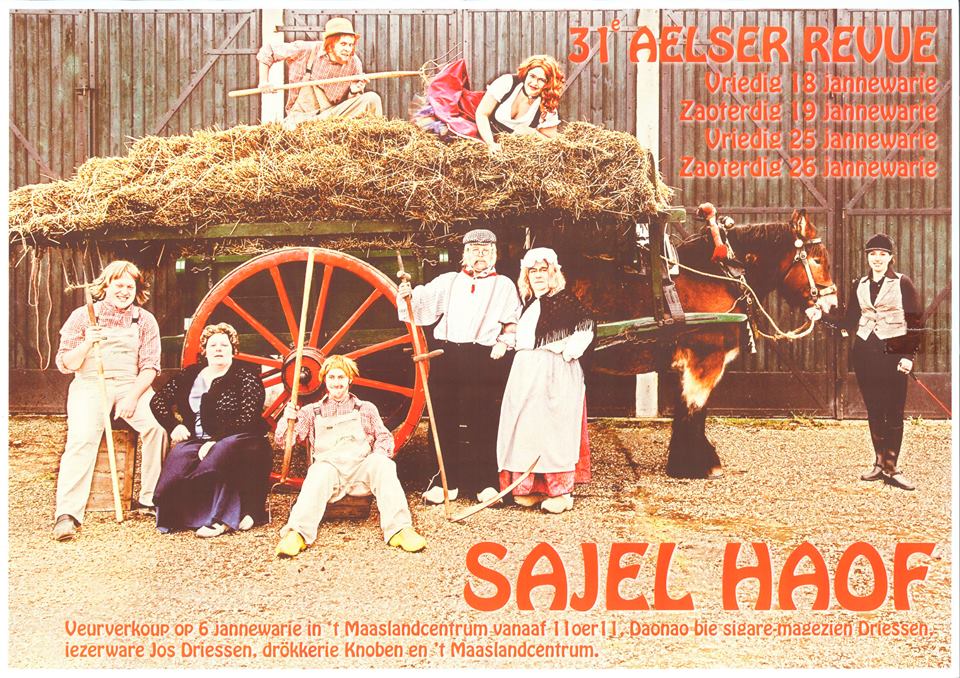 31e AELSER REVUE
Vriedig 18 jannewarie
Zaoterdig 19 jannewarie
Vriedig 25 jannewarie
Zaoterdig 26 jannewarie
SAJEL HAOF
Veurverkoup op 6 jannewarie in 't Maaslandcentrum vanaaf 11oer11, Daonao bie sigare-magezien Driessen,
iezerware Jos Driessen, drökkerie Knoben en 't Maaslandcentrum.